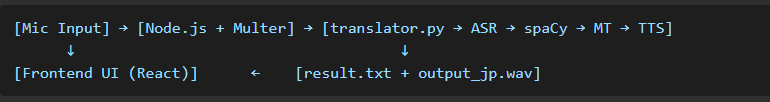 [Mic Input] → [Node.js + Multer] → [translator.py → ASR → spaCy → MT → TTS]
↓ ↓
[Frontend UI (React)] ← [result.txt + output_jp.wav]